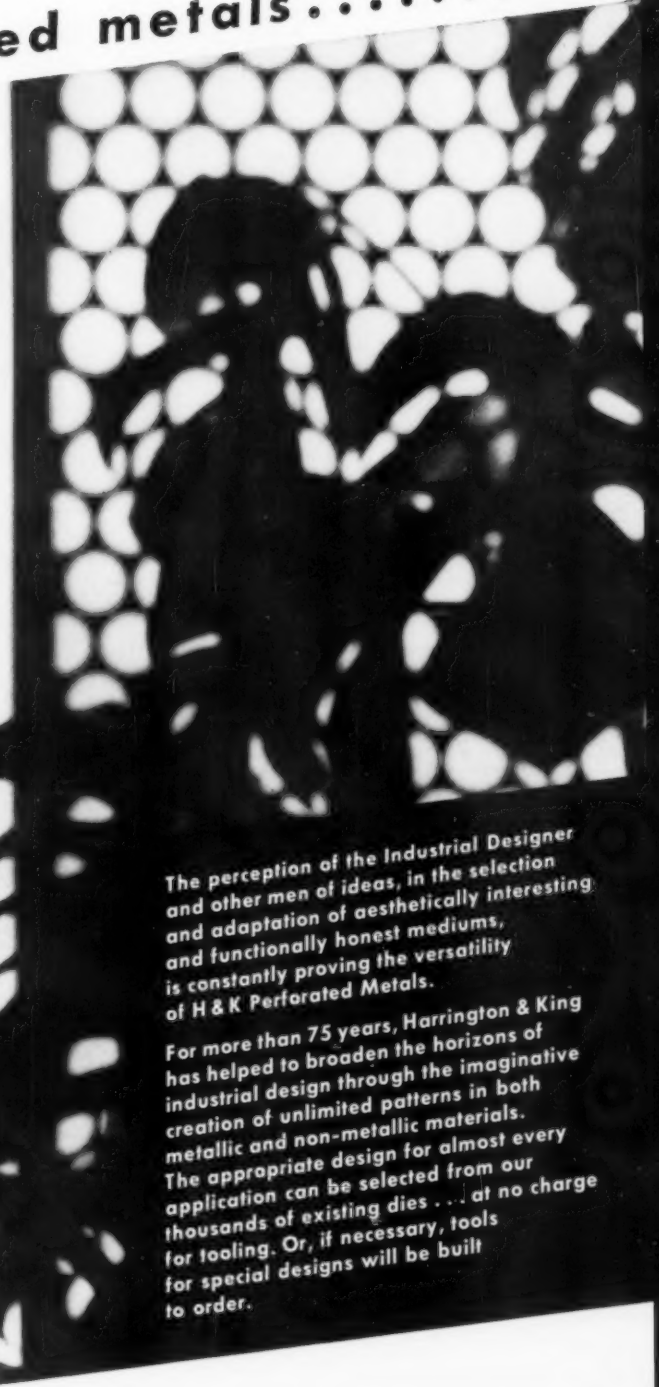 ed metals......
The perception of the Industrial Designer
and other men of ideas, in the selection
and adaptation of aesthetically interesting
and functionally honest mediums,
is constantly proving the versatility
of H & K Perforated Metals.
For more than 75 years, Harrington & King
has helped to broaden the horizons of
industrial design through the imaginative
creation of unlimited patterns in both
metallic and non-metallic materials.
The appropriate design for almost every
application can be selected from our
thousands of existing dies . . . at no charge
for tooling. Or, if necessary, tools
for special designs will be built
to order.